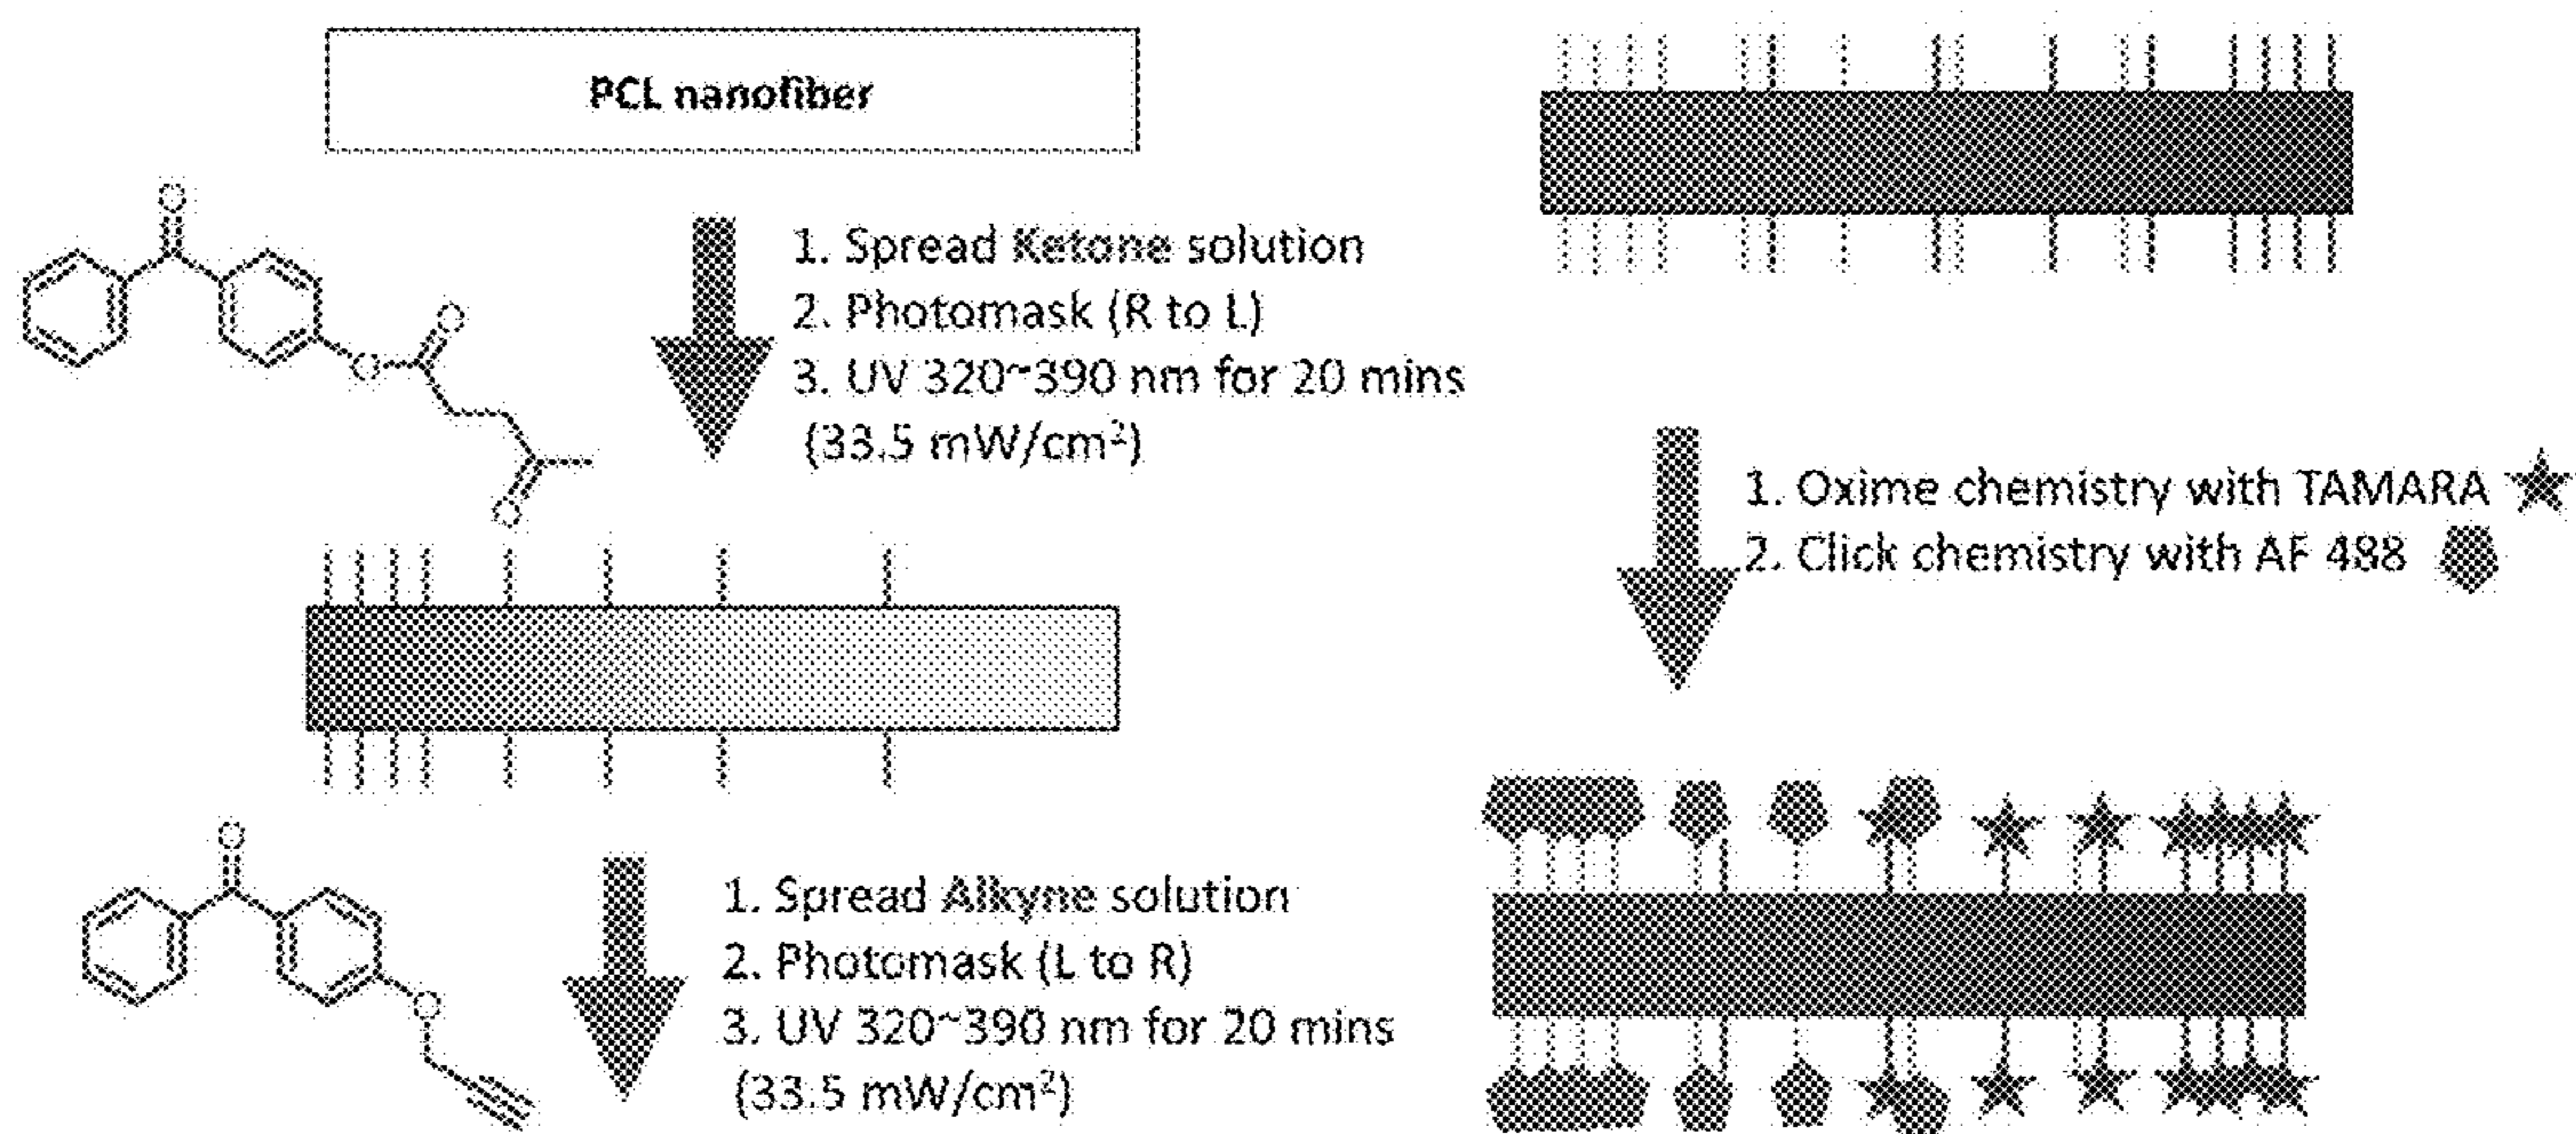 PCL nanofiber
O
O
O
O
1. Spread Ketone solution
2. Photomask (R to L)
3. UV 320~390 nm for 20 mins
(33.5 mW/cm²)
O
O
1. Spread Alkyne solution
2. Photomask (L to R)
3. UV 320~390 nm for 20 mins
(33.5 mW/cm²)
1. Oxime chemistry with TAMARA
2. Click chemistry with AF 488